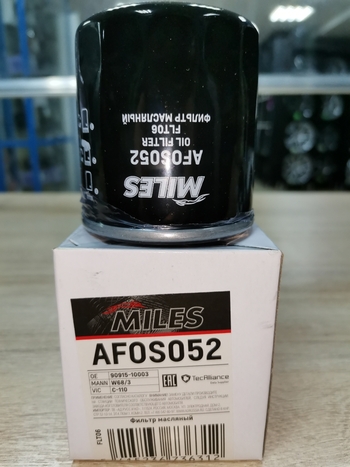 MILES
AFOS052
OIL FILTER
FLT06
ФИЛЬТР МАСЛЯНЫЙ
MILES
AFOS052
OE 90915-10003
MANN W68/3
VIC C-110
EAC
TecAlliance
Фильтр масляный
FLT06